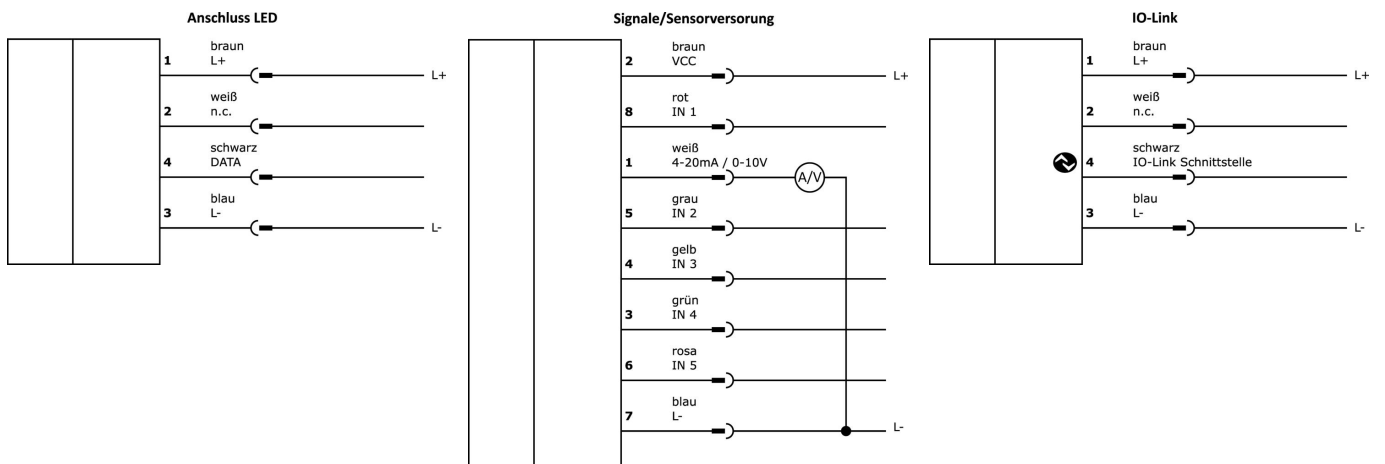 Anschluss LED
braun
1 L+
L+
weiß
2 n.c.
schwarz
4 DATA
blau
3 L-
L-
Signale/Sensorversorung
braun
2 VCC
L+
rot
8 IN 1
weiß
1 4-20mA / 0-10V
A/V
grau
5 IN 2
gelb
4 IN 3
grün
3 IN 4
rosa
6 IN 5
blau
7 L-
L-
IO-Link
braun
1 L+
L+
weiß
2 n.c.
schwarz
4 IO-Link Schnittstelle
blau
3 L-
L-